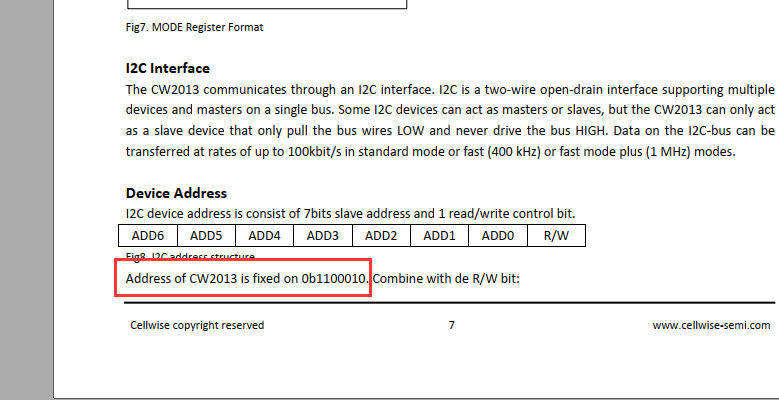 Fig7. MODE Register Format
I2C Interface
The CW2013 communicates through an I2C interface. I2C is a two-wire open-drain interface supporting multiple
devices and masters on a single bus. Some I2C devices can act as masters or slaves, but the CW2013 can only act
as a slave device that only pull the bus wires LOW and never drive the bus HIGH. Data on the I2C-bus can be
transferred at rates of up to 100kbit/s in standard mode or fast (400 kHz) or fast mode plus (1 MHz) modes.
Device Address
I2C device address is consist of 7bits slave address and 1 read/write control bit.
ADD6 ADD5 ADD4 ADD3 ADD2 ADD1 ADD0 R/W
Fig8. I2C address structure
Address of CW2013 is fixed on 0b1100010. Combine with de R/W bit:
Cellwise copyright reserved 7 www.cellwise-semi.com